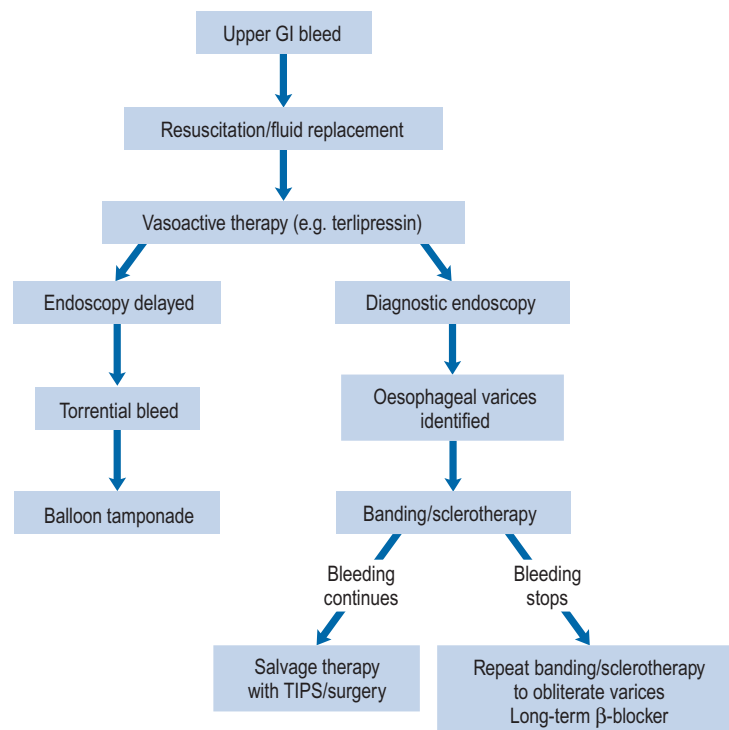 Upper GI bleed
Resuscitation/fluid replacement
Vasoactive therapy (e.g. terlipressin)
Endoscopy delayed
Diagnostic endoscopy
Torrential bleed
Oesophageal varices
identified
Balloon tamponade
Banding/sclerotherapy
Bleeding
continues
Bleeding
stops
Salvage therapy
with TIPS/surgery
Repeat banding/sclerotherapy
to obliterate varices
Long-term β-blocker